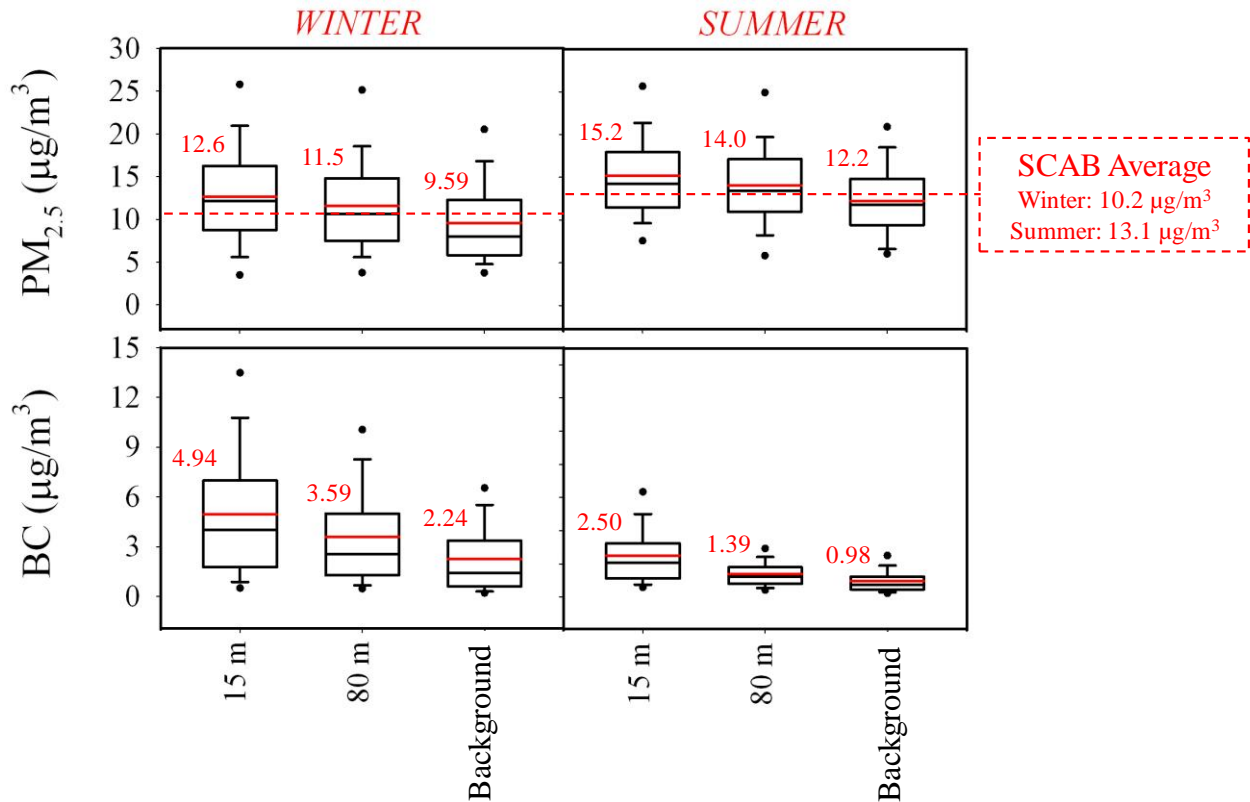 WINTER
SUMMER
PM2.5 (µg/m³)
30
25
20
15
10
5
0
12.6
11.5
9.59
15.2
14.0
12.2
SCAB Average
Winter: 10.2 µg/m³
Summer: 13.1 µg/m³
BC (µg/m³)
15
12
9
6
3
0
4.94
3.59
2.24
2.50
1.39
0.98
15 m
80 m
Background
15 m
80 m
Background